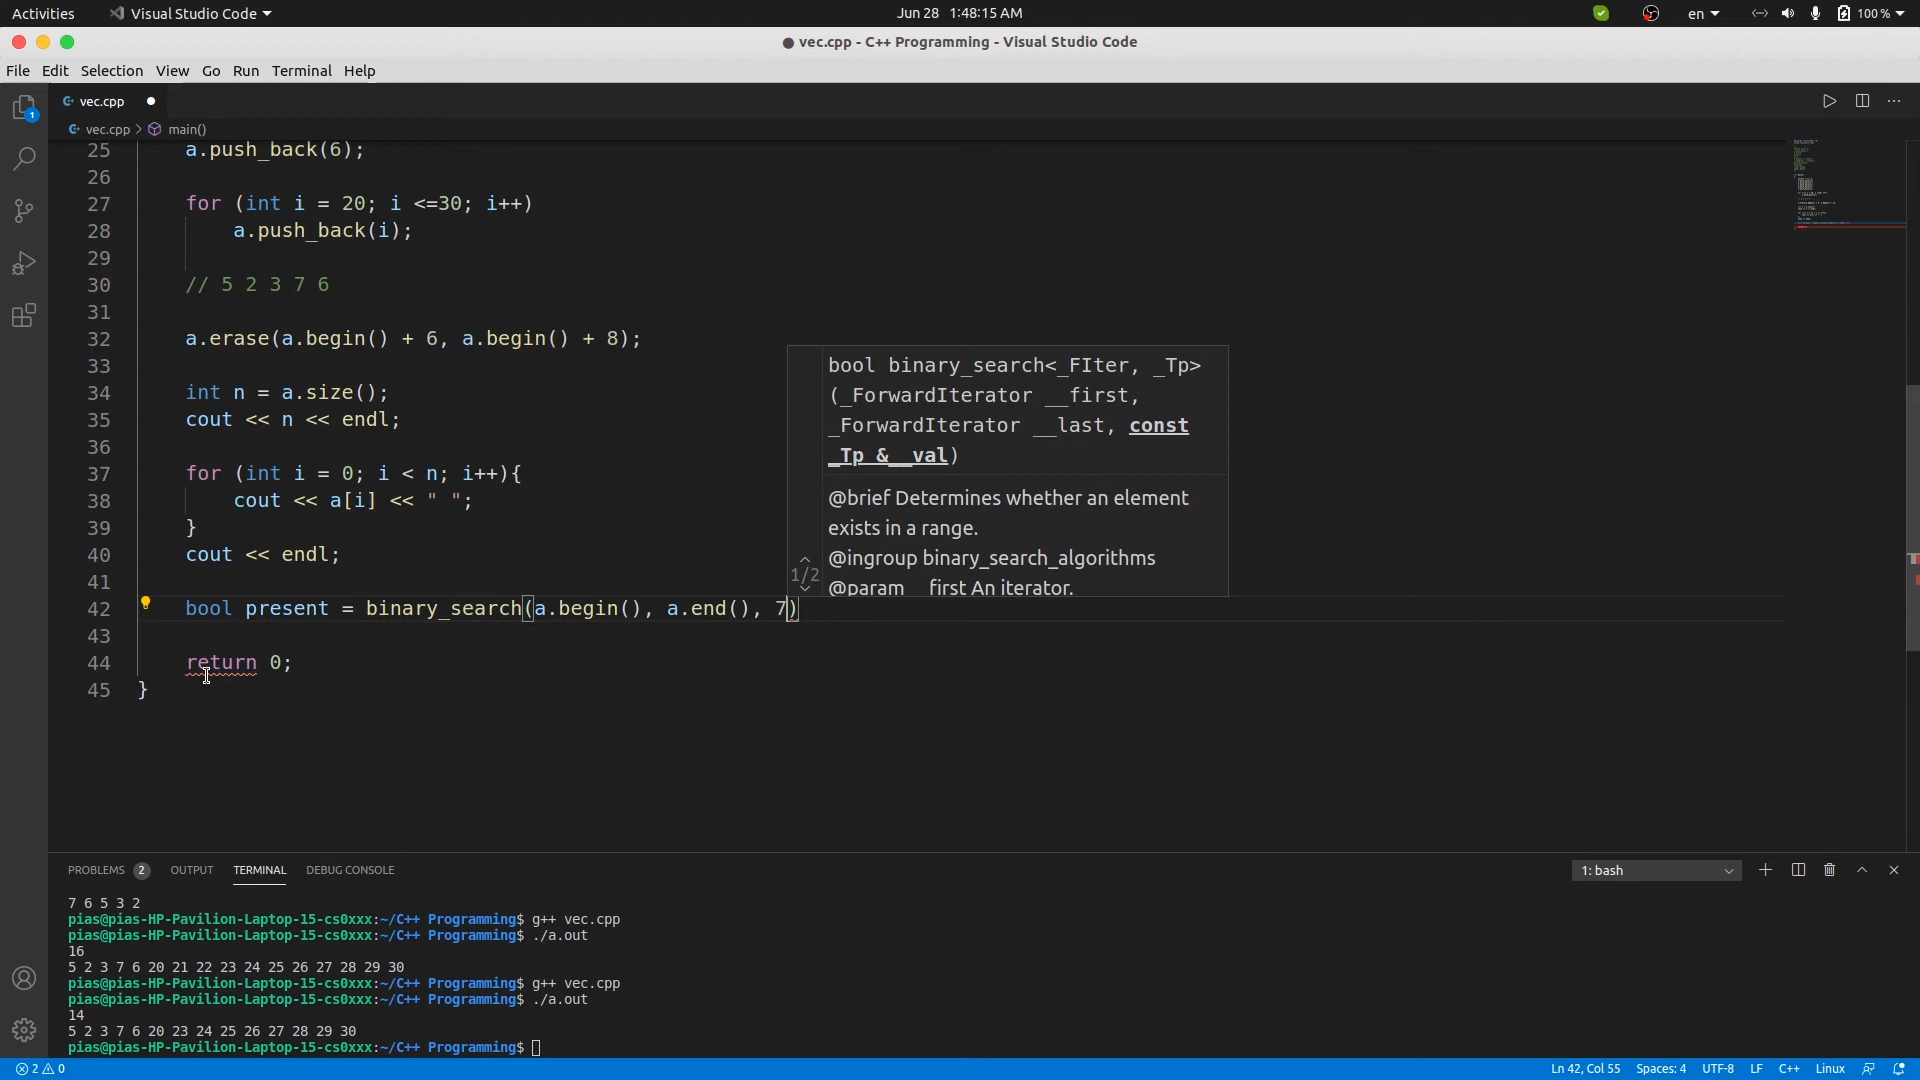 Activities Visual Studio Code Jun 28 1:48:15 AM en 100 %
● vec.cpp - C++ Programming - Visual Studio Code
File Edit Selection View Go Run Terminal Help
vec.cpp
vec.cpp > main()
25 a.push_back(6);
26
27 for (int i = 20; i <=30; i++)
28 a.push_back(i);
29
30 // 5 2 3 7 6
31
32 a.erase(a.begin() + 6, a.begin() + 8);
33
34 int n = a.size();
35 cout << n << endl;
36
37 for (int i = 0; i < n; i++){
38 cout << a[i] << " ";
39 }
40 cout << endl;
41
42 bool present = binary_search(a.begin(), a.end(), 7)
43
44 return 0;
45 }
bool binary_search<_FIter, _Tp>
(_ForwardIterator __first,
_ForwardIterator __last, const
_Tp &__val)
@brief Determines whether an element
exists in a range.
@ingroup binary_search_algorithms
1/2
@param __first An iterator.
1
PROBLEMS 2 OUTPUT TERMINAL DEBUG CONSOLE 1: bash
7 6 5 3 2
pias@pias-HP-Pavilion-Laptop-15-cs0xxx:~/C++ Programming$ g++ vec.cpp
pias@pias-HP-Pavilion-Laptop-15-cs0xxx:~/C++ Programming$ ./a.out
16
5 2 3 7 6 20 21 22 23 24 25 26 27 28 29 30
pias@pias-HP-Pavilion-Laptop-15-cs0xxx:~/C++ Programming$ g++ vec.cpp
pias@pias-HP-Pavilion-Laptop-15-cs0xxx:~/C++ Programming$ ./a.out
14
5 2 3 7 6 20 23 24 25 26 27 28 29 30
pias@pias-HP-Pavilion-Laptop-15-cs0xxx:~/C++ Programming$
2 0 Ln 42, Col 55 Spaces: 4 UTF-8 LF C++ Linux